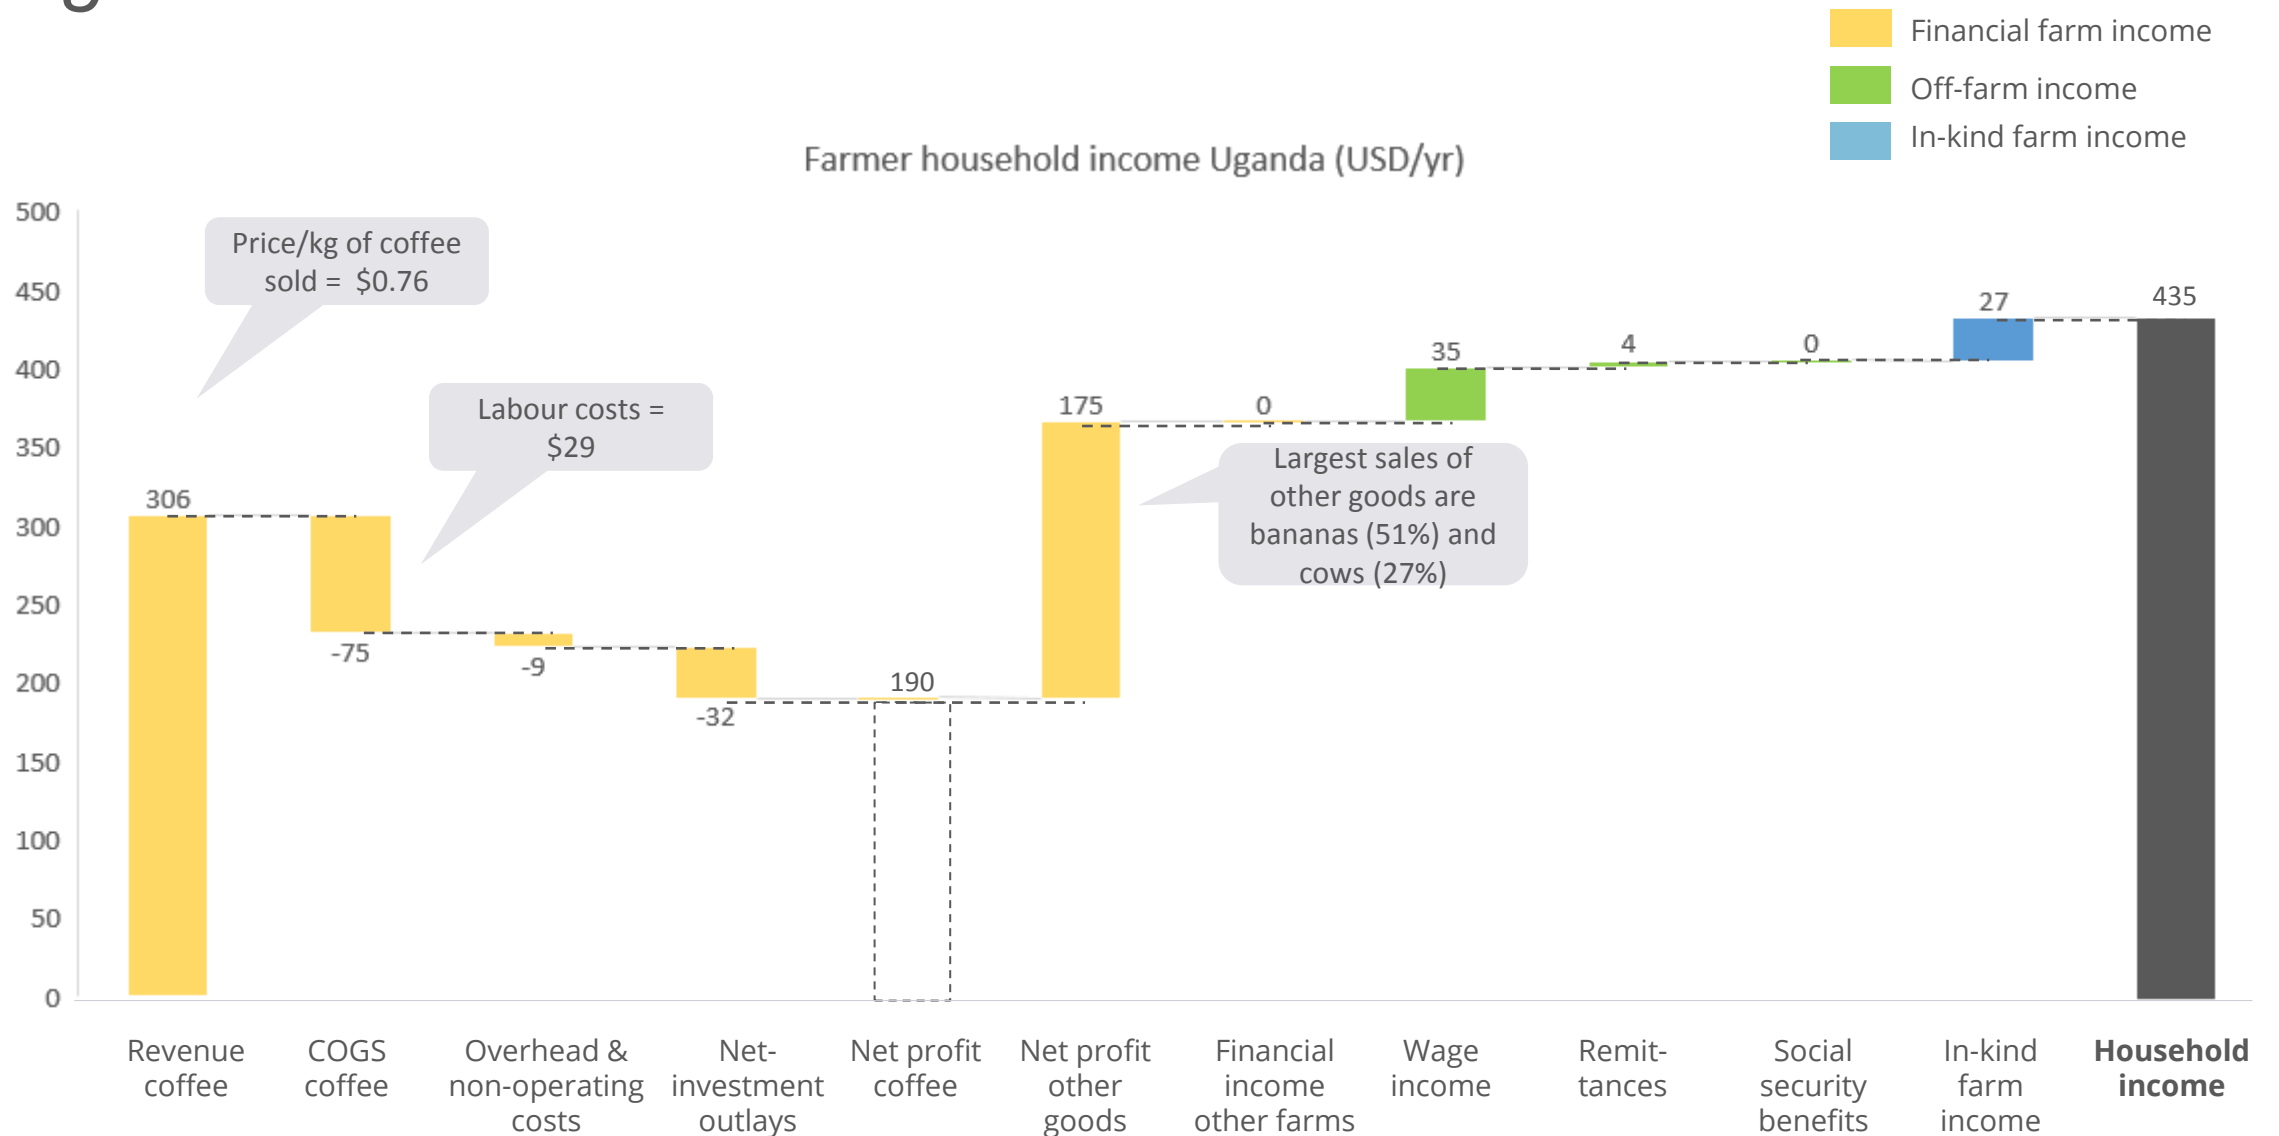 Financial farm income
Off-farm income
In-kind farm income
Farmer household income Uganda (USD/yr)
500
450
400
350
300
250
200
150
100
50
0
Price/kg of coffee
sold = $0.76
Labour costs =
$29
Largest sales of
other goods are
bananas (51%) and
cows (27%)
306
-75
-9
-32
190
175
0
35
4
0
27
435
Revenue
coffee
COGS
coffee
Overhead &
non-operating
costs
Net-
investment
outlays
Net profit
coffee
Net profit
other
goods
Financial
income
other farms
Wage
income
Remit-
tances
Social
security
benefits
In-kind
farm
income
Household
income